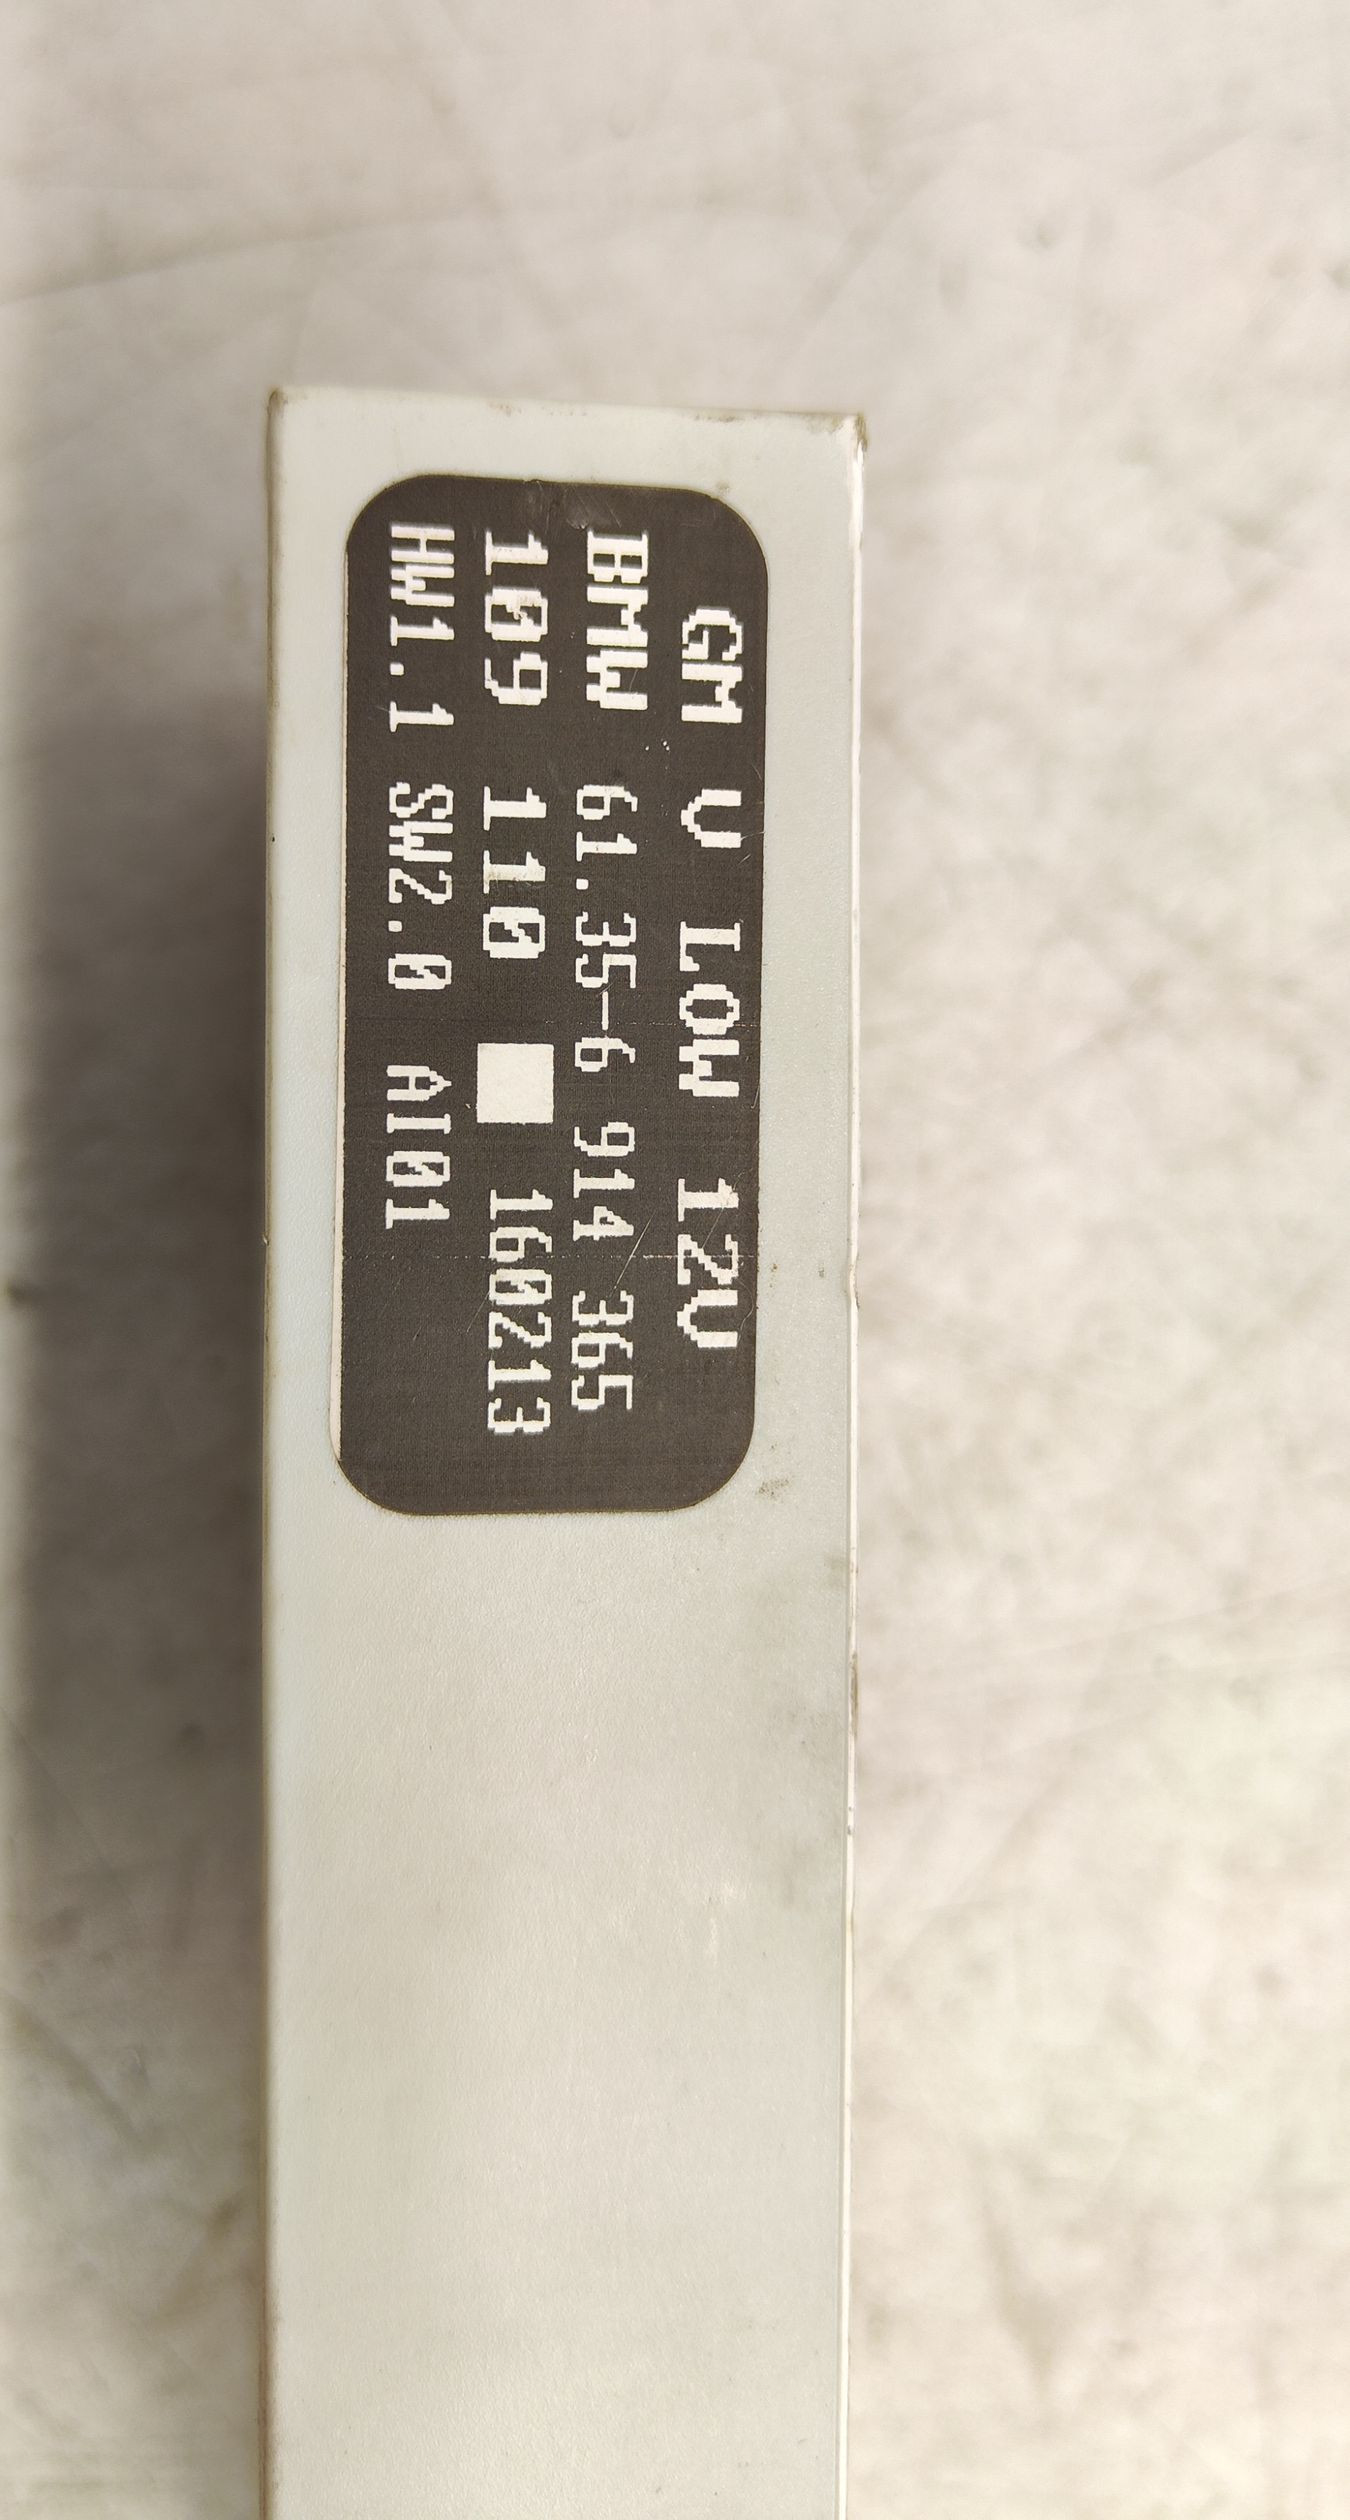 GM V LOW 12V
BMW 61.35-6 914 365
109 110 160213
HW1.1 SW2.0 AI01